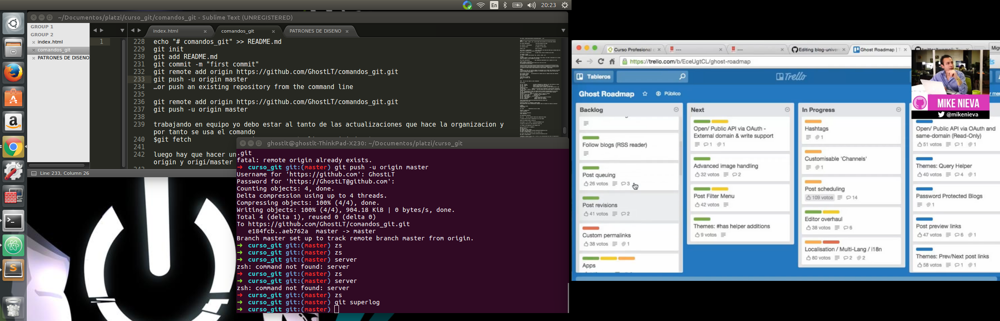 En
20:23
~/Documentos/platzi/curso_git/comandos_git - Sublime Text (UNREGISTERED)
GROUP 1
GROUP 2
index.html
comandos_git
PATRONES DE DISENO
1
index.html
comandos_git
PATRONES DE DISENO
228 echo "# comandos_git" >> README.md
229 git init
230 git add README.md
231 git commit -m "first commit"
232 git remote add origin https://github.com/GhostLT/comandos_git.git
233 git push -u origin master
234 …or push an existing repository from the command line
235
236 git remote add origin https://github.com/GhostLT/comandos_git.git
237 git push -u origin master
238
239 trabajando en equipo yo debo estar al tanto de las actualizaciones que hace la organizacion y
por tanto se usa el comando
240 $git fetch
241
242 luego hay que hacer un
origin y origi/master
Line 233, Column 26
ghostlt@ghostlt-ThinkPad-X230: ~/Documentos/platzi/curso_git
.git
fatal: remote origin already exists.
➜ curso_git git:(master) git push -u origin master
Username for 'https://github.com': GhostLT
Password for 'https://GhostLT@github.com':
Counting objects: 4, done.
Delta compression using up to 4 threads.
Compressing objects: 100% (4/4), done.
Writing objects: 100% (4/4), 904.18 KiB | 0 bytes/s, done.
Total 4 (delta 1), reused 0 (delta 0)
To https://github.com/GhostLT/comandos_git.git
e184fcb..aeb762a master -> master
Branch master set up to track remote branch master from origin.
➜ curso_git git:(master) zs
➜ curso_git git:(master) zs
➜ curso_git git:(master) server
zsh: command not found: server
➜ curso_git git:(master) zs
➜ curso_git git:(master) server
zsh: command not found: server
➜ curso_git git:(master) zs
➜ curso_git git:(master) git superlog
➜ curso_git git:(master)
Curso Profesional
---
---
Editing blog-univer
Ghost Roadmap | T
Migu
https://trello.com/b/EceUgtCL/ghost-roadmap
Tableros
Trello
Ghost Roadmap
Público
MIKE NIEVA
@mikenieva
Backlog
Follow blogs (RSS reader)
Post queuing
26 votos 3
Post revisions
41 votos 2
Custom permalinks
38 votos 1
Apps
Next
Open/ Public API via OAuth -
External domain & write support
1 1
Advanced image handling
32 votos 2
Post Filter Menu
42 votos
Themes: #has helper additions
9 votos
In Progress
Hashtags
1
Customisable 'Channels'
1
Post scheduling
109 votos 14
Editor overhaul
38 votos 6
Localisation / Multi-Lang / i18n
80 votos 2 2
Open/ Public API via OAuth and
same-domain (Read-Only)
51 votos 1 1
Themes: Query Helper
40 votos 4 1
Password Protected Blogs
1
Post preview links
47 votos 6 1
Themes: Prev/Next post links
58 votos 1 1